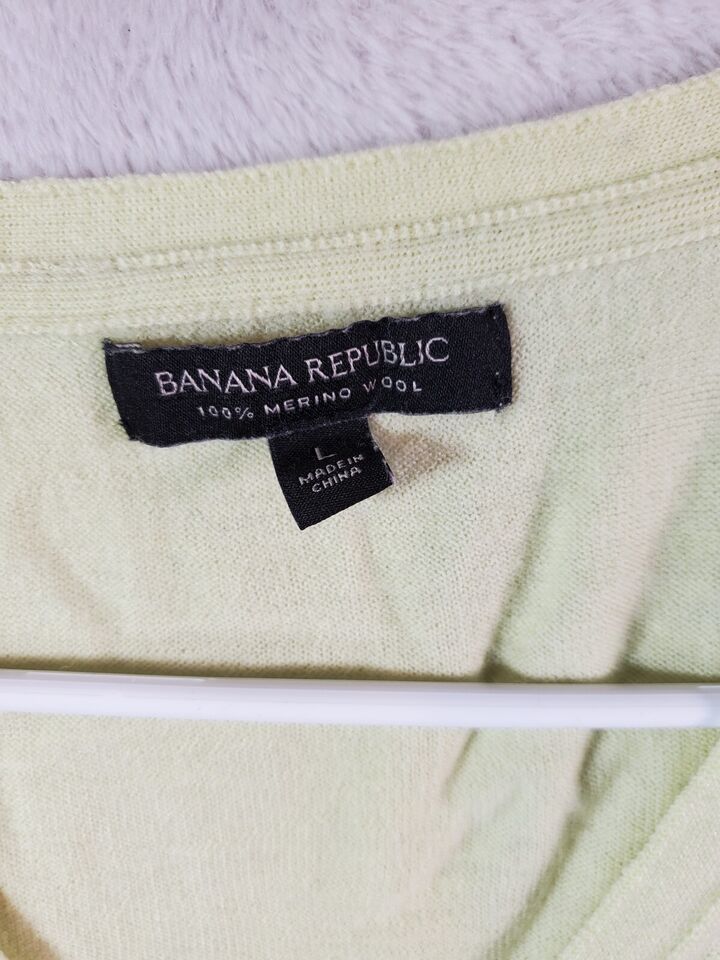 BANANA REPUBLIC
100% MERINO WOOL
L
MADE IN
CHINA